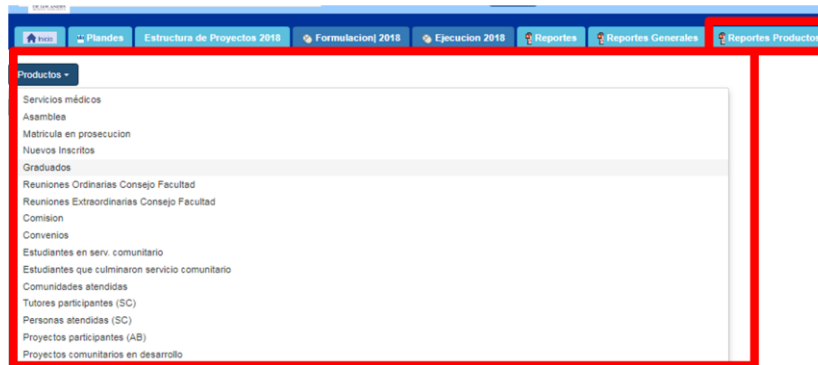 Inicio Plandes Estructura de Proyectos 2018 Formulacion| 2018 Ejecucion 2018 Reportes Reportes Generales Reportes Productos
Productos
Servicios médicos
Asamblea
Matricula en prosecucion
Nuevos Inscritos
Graduados
Reuniones Ordinarias Consejo Facultad
Reuniones Extraordinarias Consejo Facultad
Comision
Convenios
Estudiantes en serv. comunitario
Estudiantes que culminaron servicio comunitario
Comunidades atendidas
Tutores participantes (SC)
Personas atendidas (SC)
Proyectos participantes (AB)
Proyectos comunitarios en desarrollo